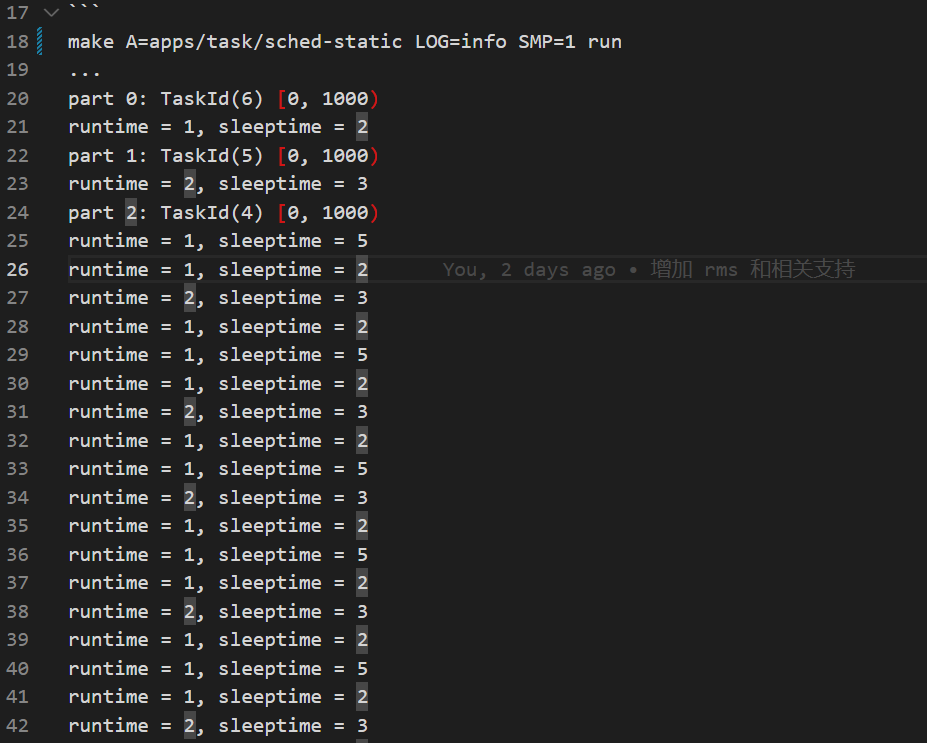 17 ```
18 make A=apps/task/sched-static LOG=info SMP=1 run
19 ...
20 part 0: TaskId(6) [0, 1000)
21 runtime = 1, sleeptime = 2
22 part 1: TaskId(5) [0, 1000)
23 runtime = 2, sleeptime = 3
24 part 2: TaskId(4) [0, 1000)
25 runtime = 1, sleeptime = 5
26 runtime = 1, sleeptime = 2 You, 2 days ago • 增加 rms 和相关支持
27 runtime = 2, sleeptime = 3
28 runtime = 1, sleeptime = 2
29 runtime = 1, sleeptime = 5
30 runtime = 1, sleeptime = 2
31 runtime = 2, sleeptime = 3
32 runtime = 1, sleeptime = 2
33 runtime = 1, sleeptime = 5
34 runtime = 2, sleeptime = 3
35 runtime = 1, sleeptime = 2
36 runtime = 1, sleeptime = 5
37 runtime = 1, sleeptime = 2
38 runtime = 2, sleeptime = 3
39 runtime = 1, sleeptime = 2
40 runtime = 1, sleeptime = 5
41 runtime = 1, sleeptime = 2
42 runtime = 2, sleeptime = 3